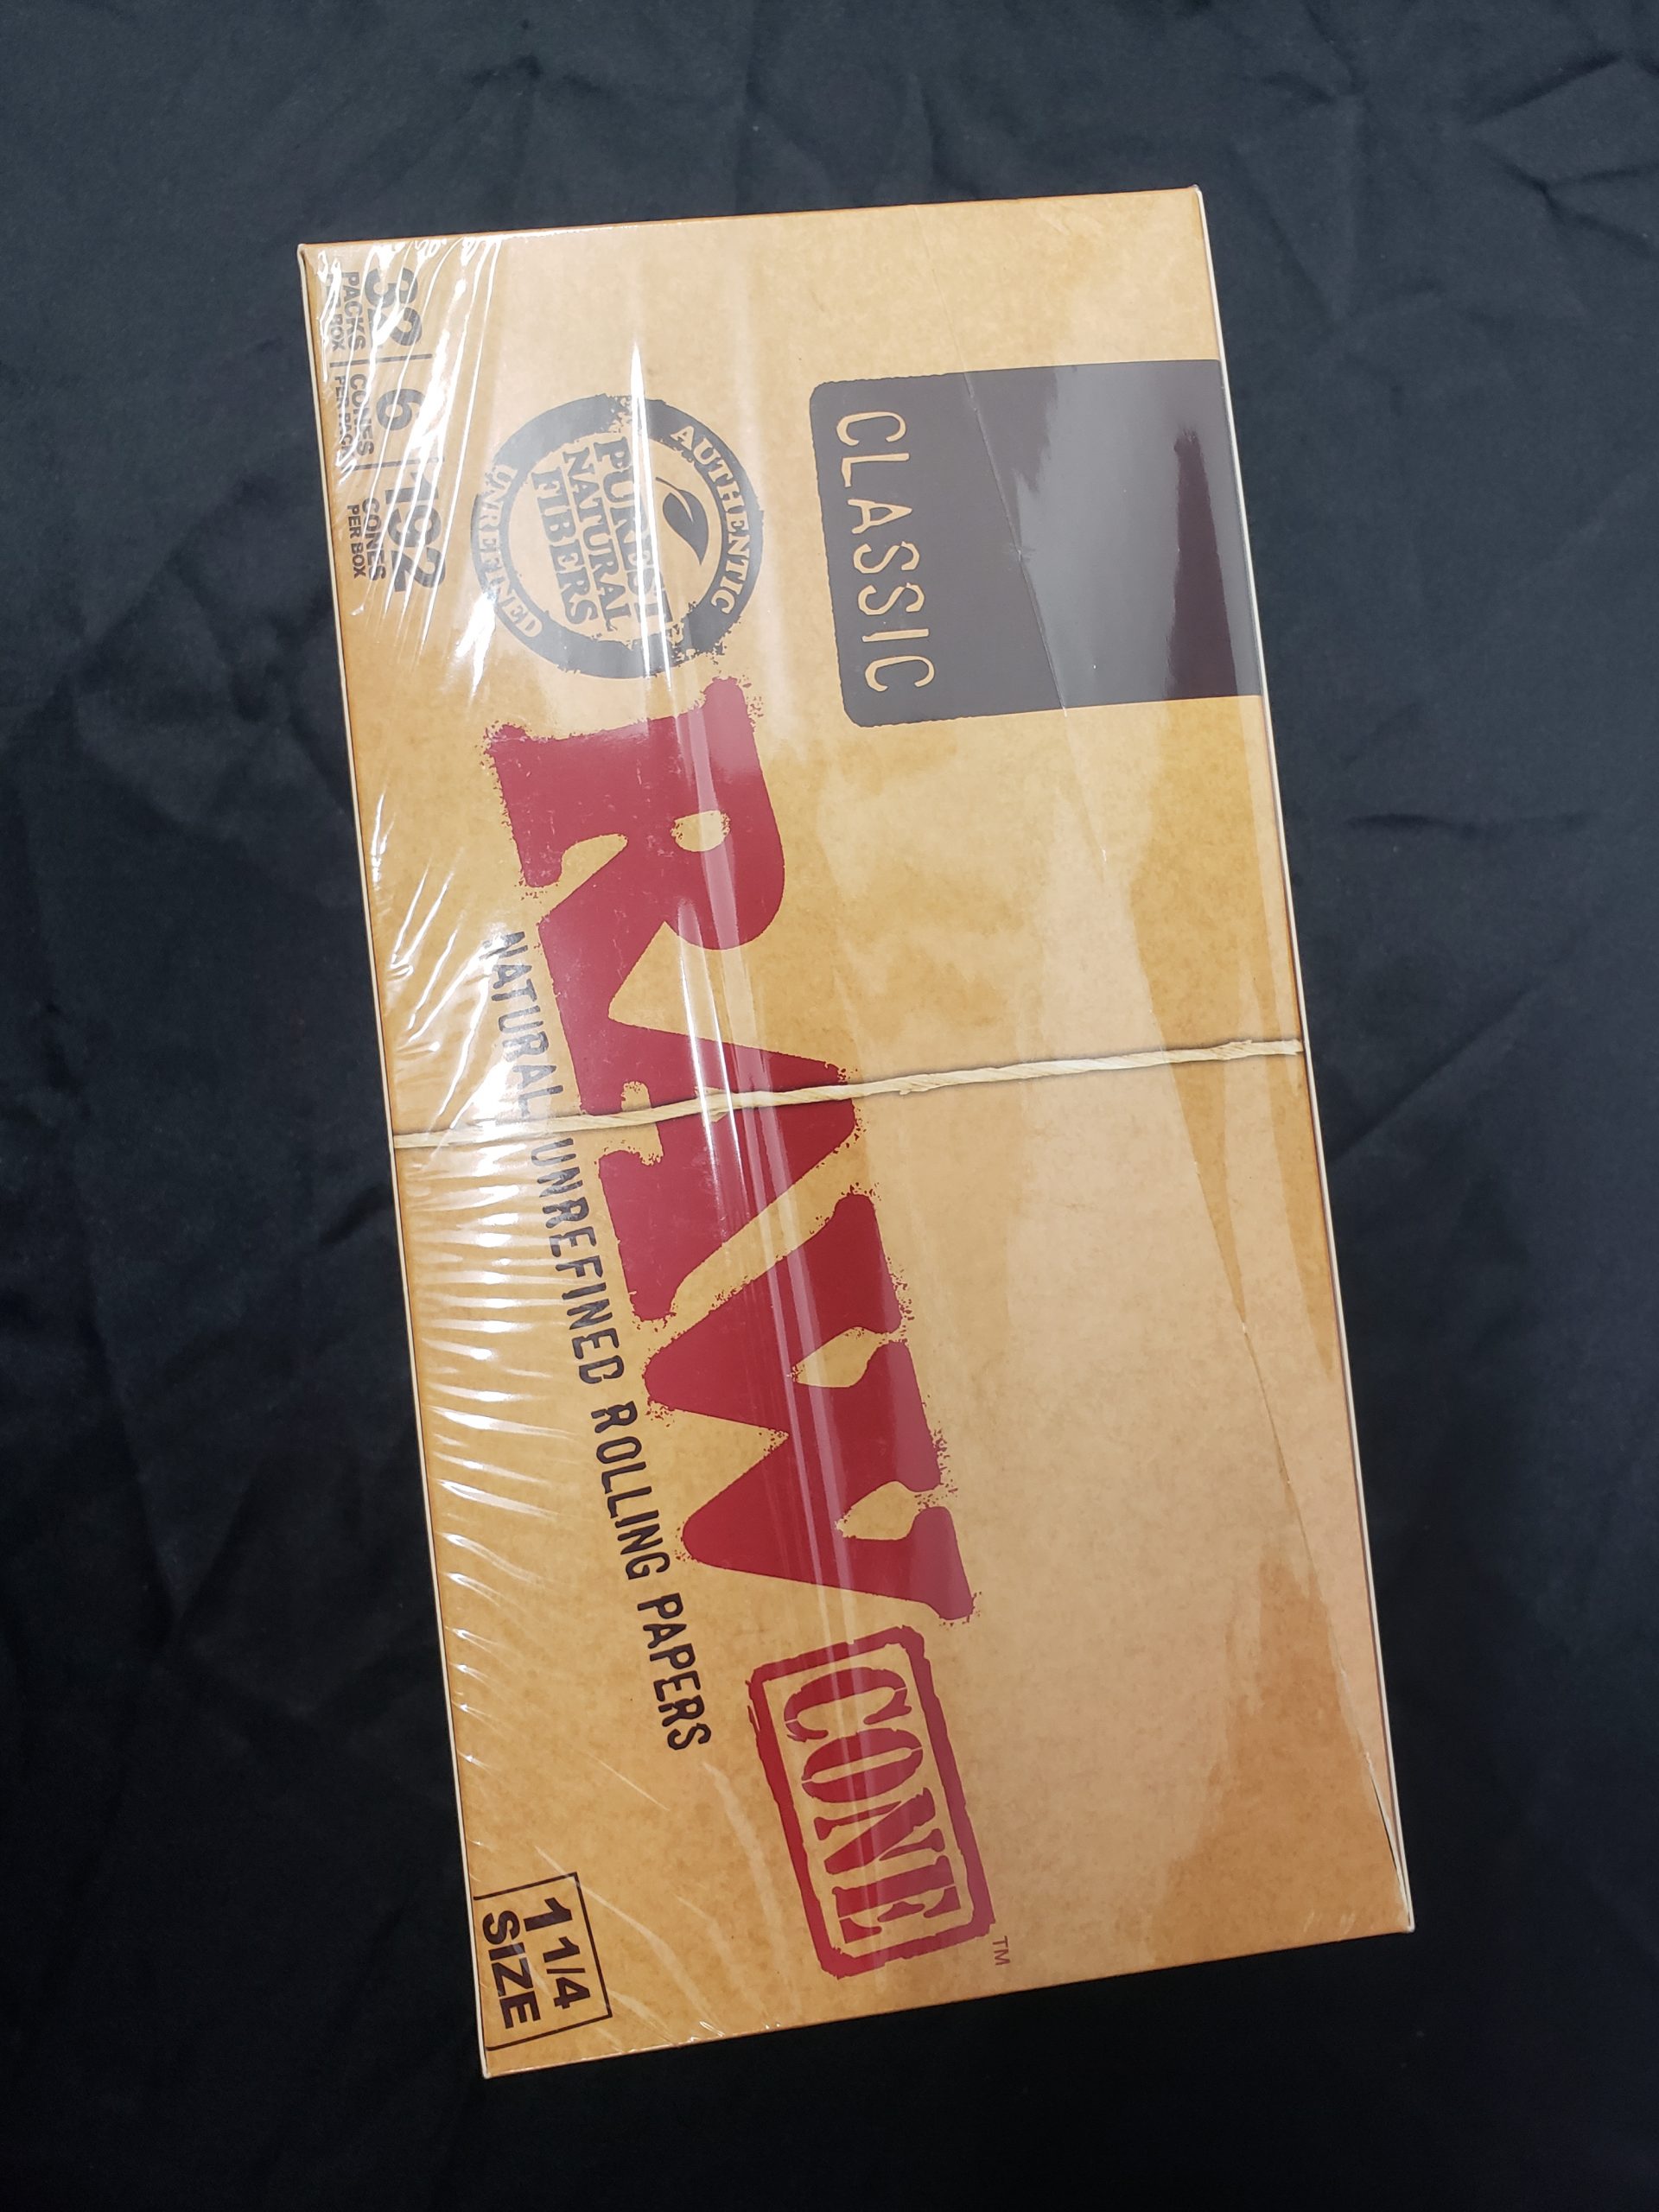 CLASSIC
AUTHENTIC
PUREST
NATURAL
FIBERS
UNREFINED
RAW CONE ™
NATURAL UNREFINED ROLLING PAPERS
32 PACKS PER BOX
6 CONES PER PACK
192 CONES PER BOX
1 1/4
SIZE